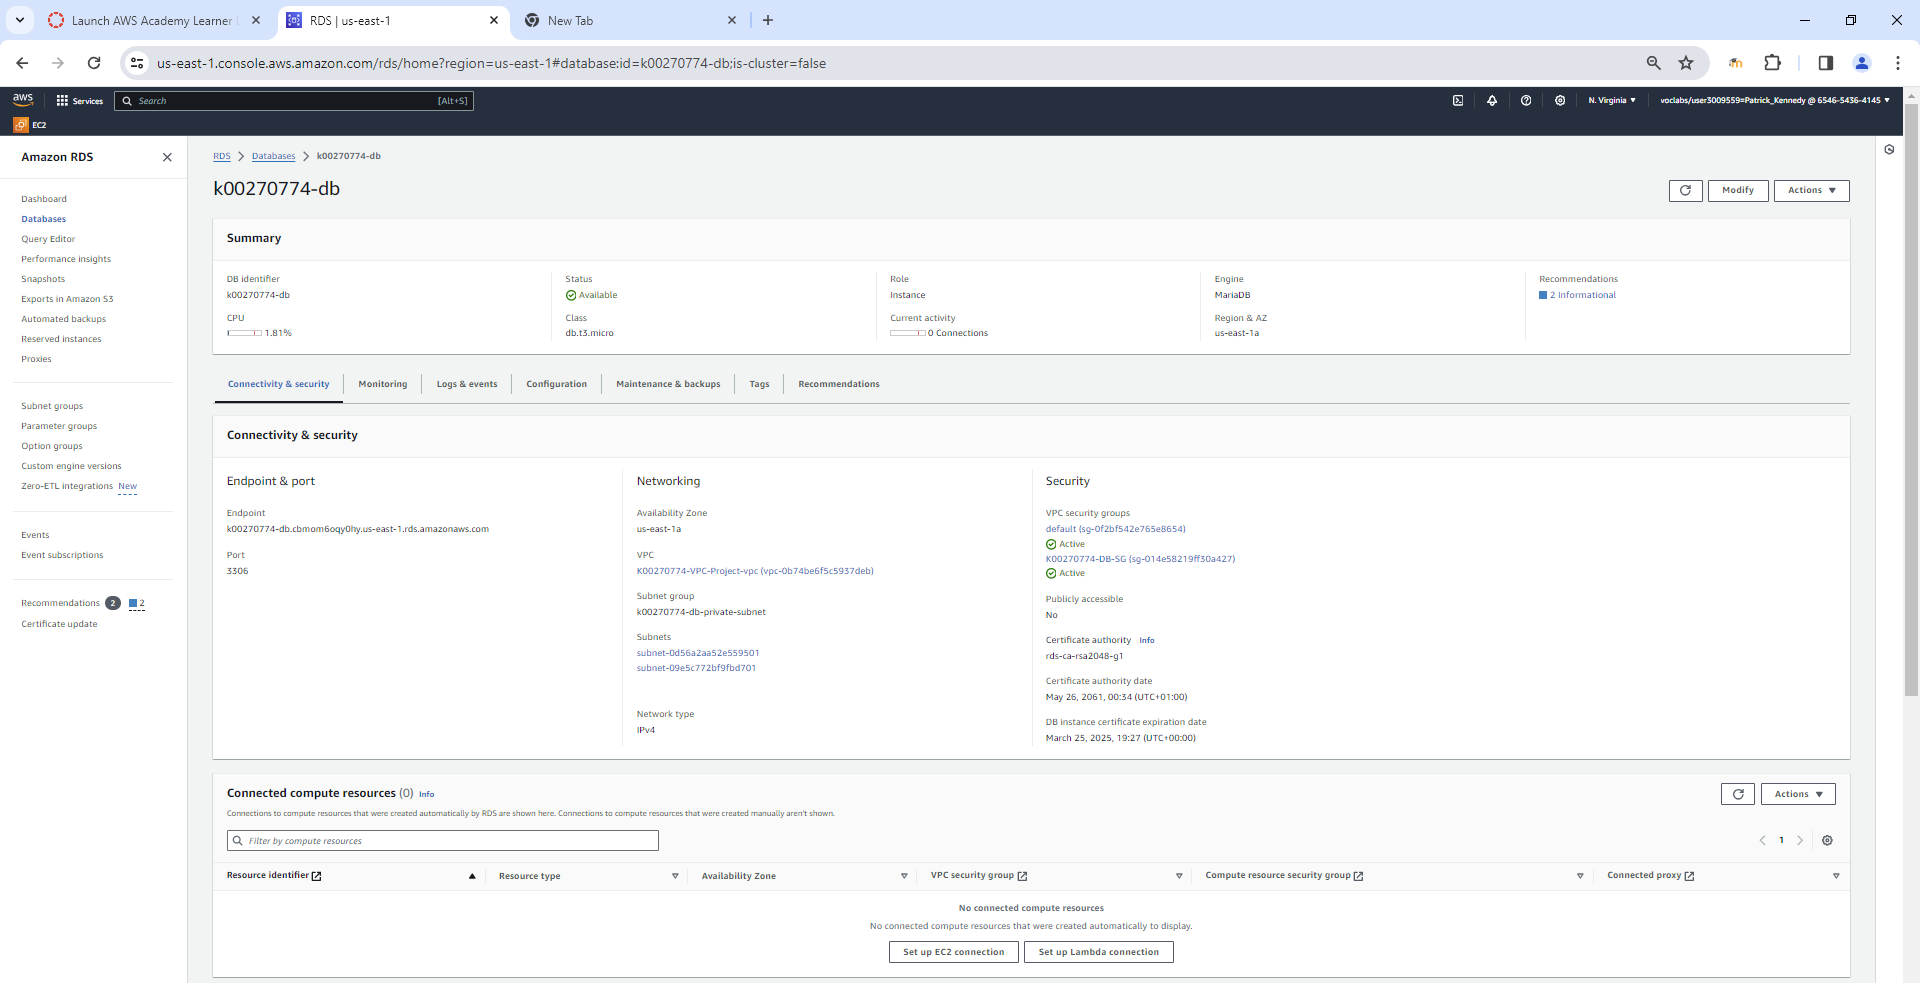 Launch AWS Academy Learner
RDS | us-east-1
New Tab
us-east-1.console.aws.amazon.com/rds/home?region=us-east-1#database:id=k00270774-db;is-cluster=false
aws
Services
Search
[Alt+S]
N. Virginia
voclabs/user3009559=Patrick_Kennedy @ 6546-5436-4145
EC2
Amazon RDS
Dashboard
Databases
Query Editor
Performance insights
Snapshots
Exports in Amazon S3
Automated backups
Reserved instances
Proxies
Subnet groups
Parameter groups
Option groups
Custom engine versions
Zero-ETL integrations New
Events
Event subscriptions
Recommendations 2 2
Certificate update
RDS > Databases > k00270774-db
k00270774-db
Modify
Actions
Summary
DB identifier
k00270774-db
CPU
1.81%
Status
Available
Class
db.t3.micro
Role
Instance
Current activity
0 Connections
Engine
MariaDB
Region & AZ
us-east-1a
Recommendations
2 Informational
Connectivity & security
Monitoring
Logs & events
Configuration
Maintenance & backups
Tags
Recommendations
Connectivity & security
Endpoint & port
Endpoint
k00270774-db.cbmom6oqy0hy.us-east-1.rds.amazonaws.com
Port
3306
Networking
Availability Zone
us-east-1a
VPC
K00270774-VPC-Project-vpc (vpc-0b74be6f5c5937deb)
Subnet group
k00270774-db-private-subnet
Subnets
subnet-0d56a2aa52e559501
subnet-09e5c772bf9fbd701
Network type
IPv4
Security
VPC security groups
default (sg-0f2bf542e765e8654)
Active
K00270774-DB-SG (sg-014e58219ff30a427)
Active
Publicly accessible
No
Certificate authority Info
rds-ca-rsa2048-g1
Certificate authority date
May 26, 2061, 00:34 (UTC+01:00)
DB instance certificate expiration date
March 25, 2025, 19:27 (UTC+00:00)
Connected compute resources (0) Info
Connections to compute resources that were created automatically by RDS are shown here. Connections to compute resources that were created manually aren't shown.
Actions
Filter by compute resources
1
Resource identifier
Resource type
Availability Zone
VPC security group
Compute resource security group
Connected proxy
No connected compute resources
No connected compute resources that were created automatically to display.
Set up EC2 connection
Set up Lambda connection